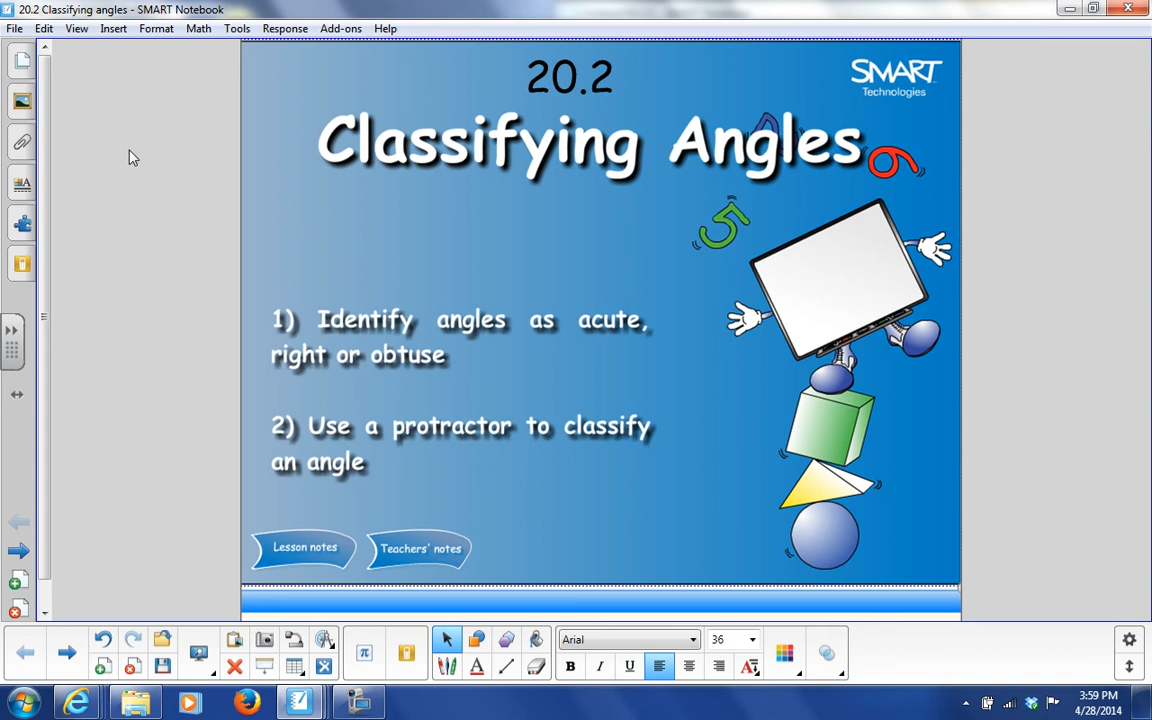 20.2 Classifying angles - SMART Notebook
File Edit View Insert Format Math Tools Response Add-ons Help
20.2
SMART
Technologies
Classifying Angles
6
5
1) Identify angles as acute,
right or obtuse
2) Use a protractor to classify
an angle
Lesson notes Teachers' notes
Arial 36
π A
B I U A
3:59 PM
4/28/2014